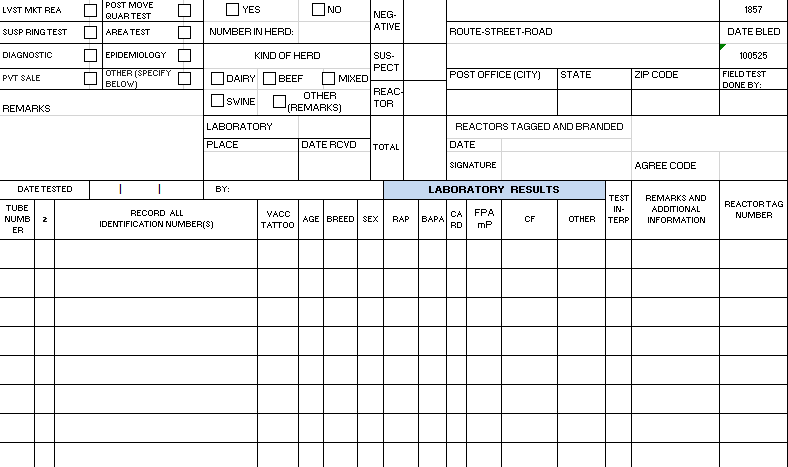 LVST MKT REA
POST MOVE
QUAR TEST
YES
NO
NEG-
ATIVE
1857
SUSP RING TEST
AREA TEST
NUMBER IN HERD:
ROUTE-STREET-ROAD
DATE BLED
DIAGNOSTIC
EPIDEMIOLOGY
KIND OF HERD
SUS-
PECT
100525
PVT SALE
OTHER (SPECIFY
BELOW)
DAIRY
BEEF
MIXED
POST OFFICE (CITY)
STATE
ZIP CODE
FIELD TEST
DONE BY:
REMARKS
SWINE
OTHER
(REMARKS)
REAC-
TOR
LABORATORY
REACTORS TAGGED AND BRANDED
PLACE
DATE RCVD
TOTAL
DATE
SIGNATURE
AGREE CODE
DATE TESTED
BY:
LABORATORY RESULTS
TUBE
NUMB
ER
2
RECORD ALL
IDENTIFICATION NUMBER(S)
VACC
TATTOO
AGE
BREED
SEX
RAP
BAPA
CA
RD
FPA
mP
CF
OTHER
TEST
IN-
TERP
REMARKS AND
ADDITIONAL
INFORMATION
REACTOR TAG
NUMBER